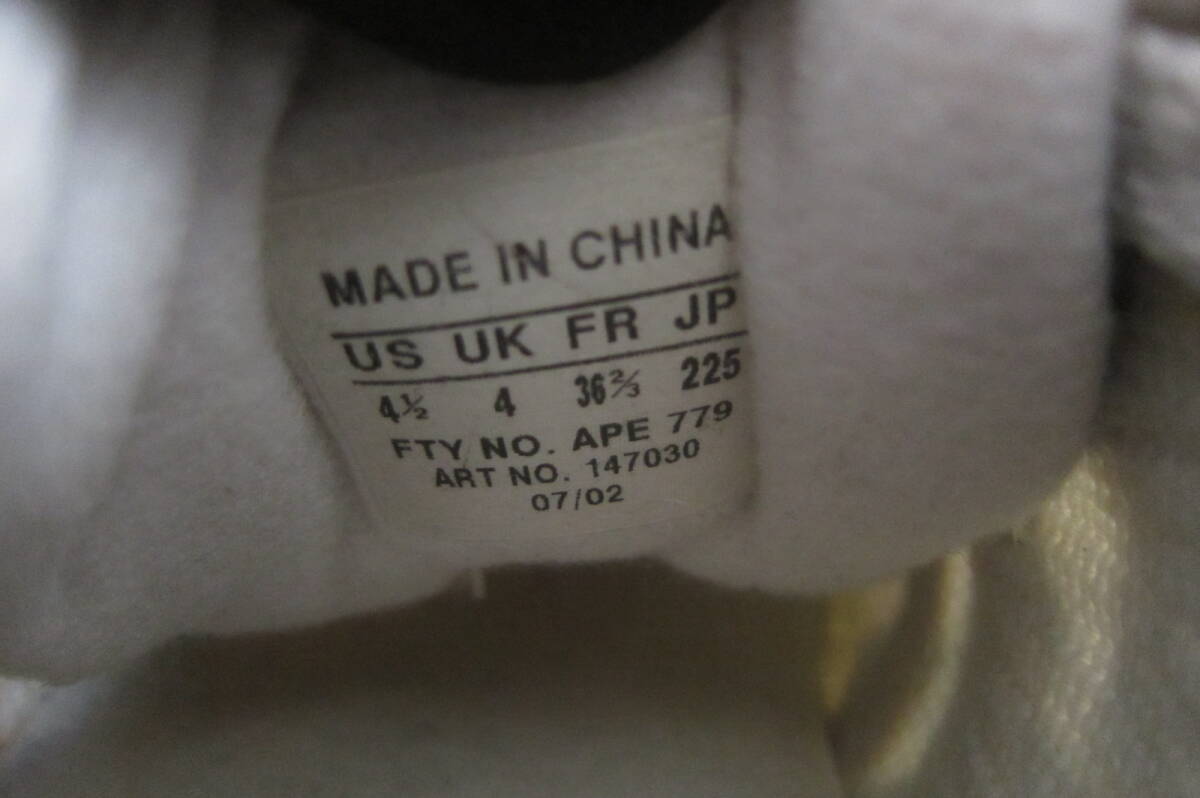 MADE IN CHINA
US UK FR JP
4½ 4 36⅔ 225
FTY NO. APE 779
ART NO. 147030
07/02